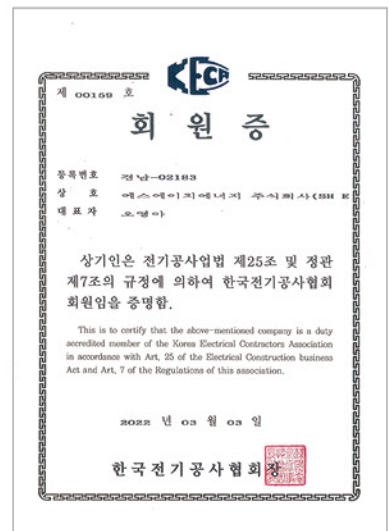 KECA
제 00159 호
회 원 증
등록번호 전남-02183
상 호 에스에이치에너지 주식회사(SH E
대 표 자 오영아
상기인은 전기공사업법 제25조 및 정관
제7조의 규정에 의하여 한국전기공사협회
회원임을 증명함.
This is to certify that the above-mentioned company is a duty
accredited member of the Korea Electrical Contractors Association
in accordance with Art, 25 of the Electrical Construction business
Act and Art, 7 of the Regulations of this association.
2022 년 03 월 03 일
한국전기공사협회장